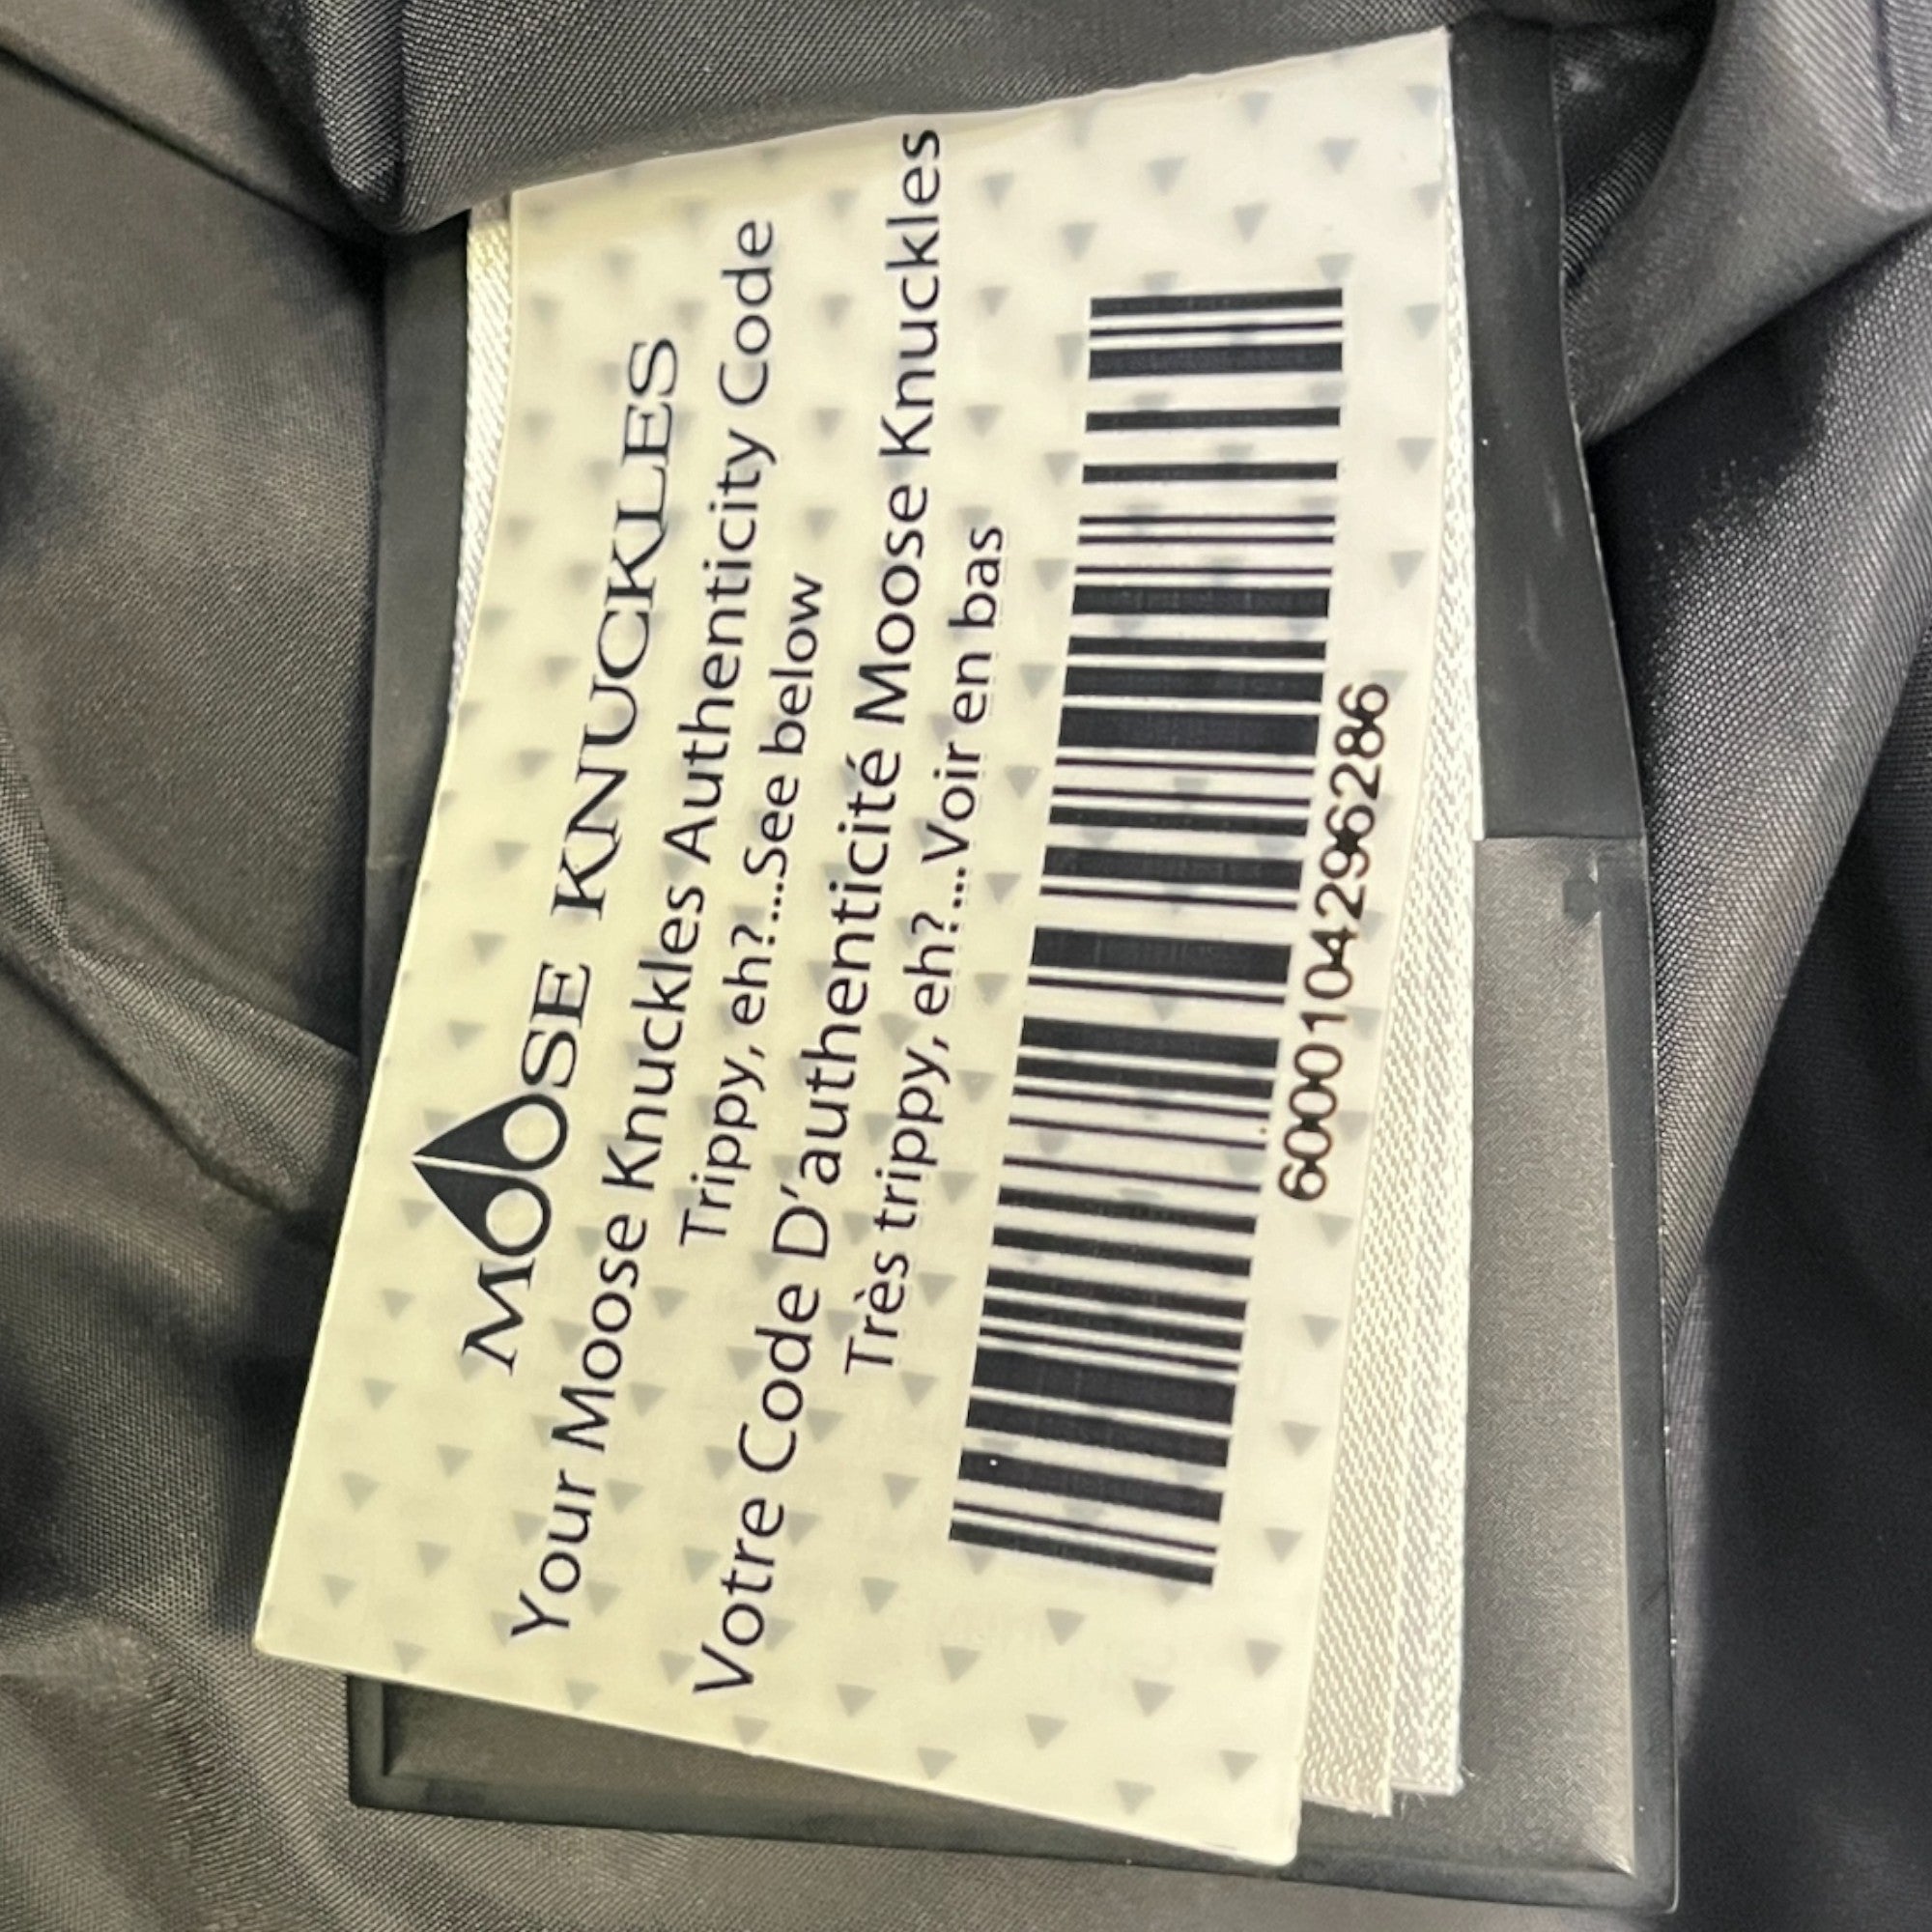 MOOSE KNUCKLES
Your Moose Knuckles Authenticity Code
Trippy, eh?....See below
Votre Code D'authenticité Moose Knuckles
Très trippy, eh?....Voir en bas
6000104296286